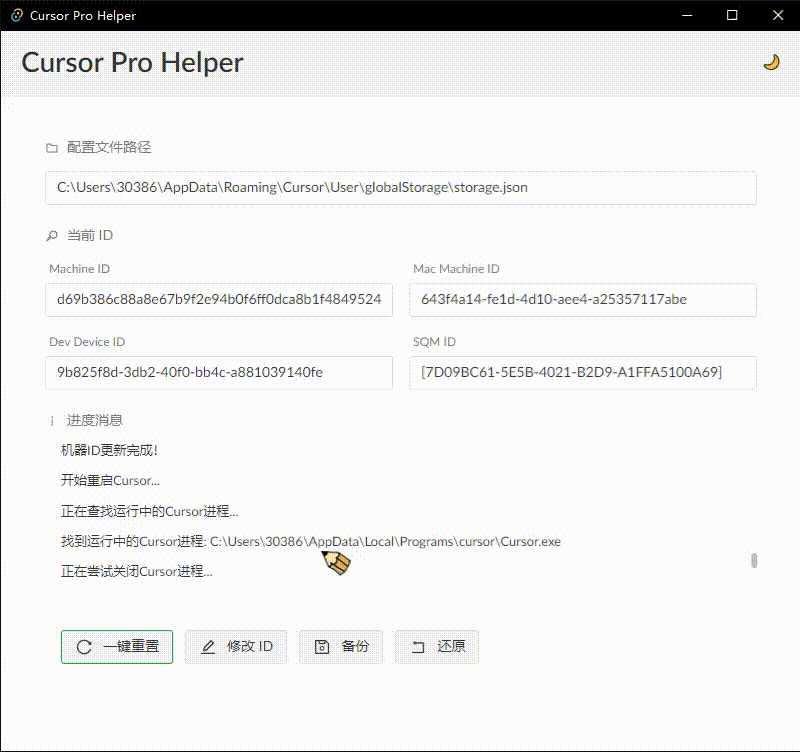 Cursor Pro Helper
Cursor Pro Helper
配置文件路径
C:\Users\30386\AppData\Roaming\Cursor\User\globalStorage\storage.json
当前 ID
Machine ID
Mac Machine ID
d69b386c88a8e67b9f2e94b0f6ff0dca8b1f4849524
643f4a14-fe1d-4d10-aee4-a25357117abe
Dev Device ID
SQM ID
9b825f8d-3db2-40f0-bb4c-a881039140fe
[7D09BC61-5E5B-4021-B2D9-A1FFA5100A69]
进度消息
机器ID更新完成!
开始重启Cursor...
正在查找运行中的Cursor进程...
找到运行中的Cursor进程: C:\Users\30386\AppData\Local\Programs\cursor\Cursor.exe
正在尝试关闭Cursor进程...
一键重置
修改 ID
备份
还原